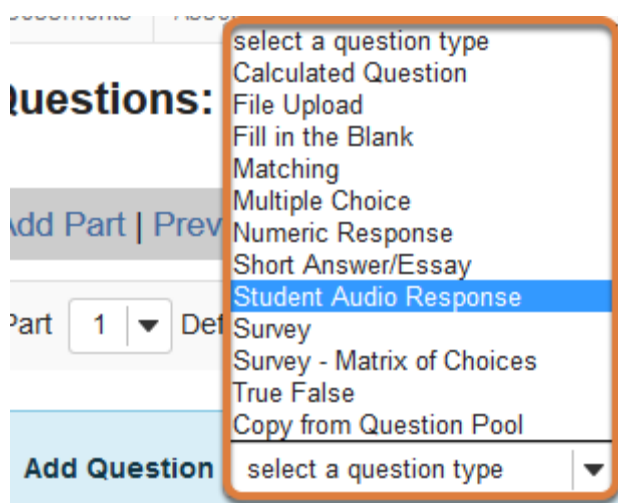 select a question type
Calculated Question
Questions:
File Upload
Fill in the Blank
Matching
Multiple Choice
Add Part | Prev
Numeric Response
Short Answer/Essay
Student Audio Response
Part 1 Def
Survey
Survey - Matrix of Choices
True False
Copy from Question Pool
Add Question select a question type